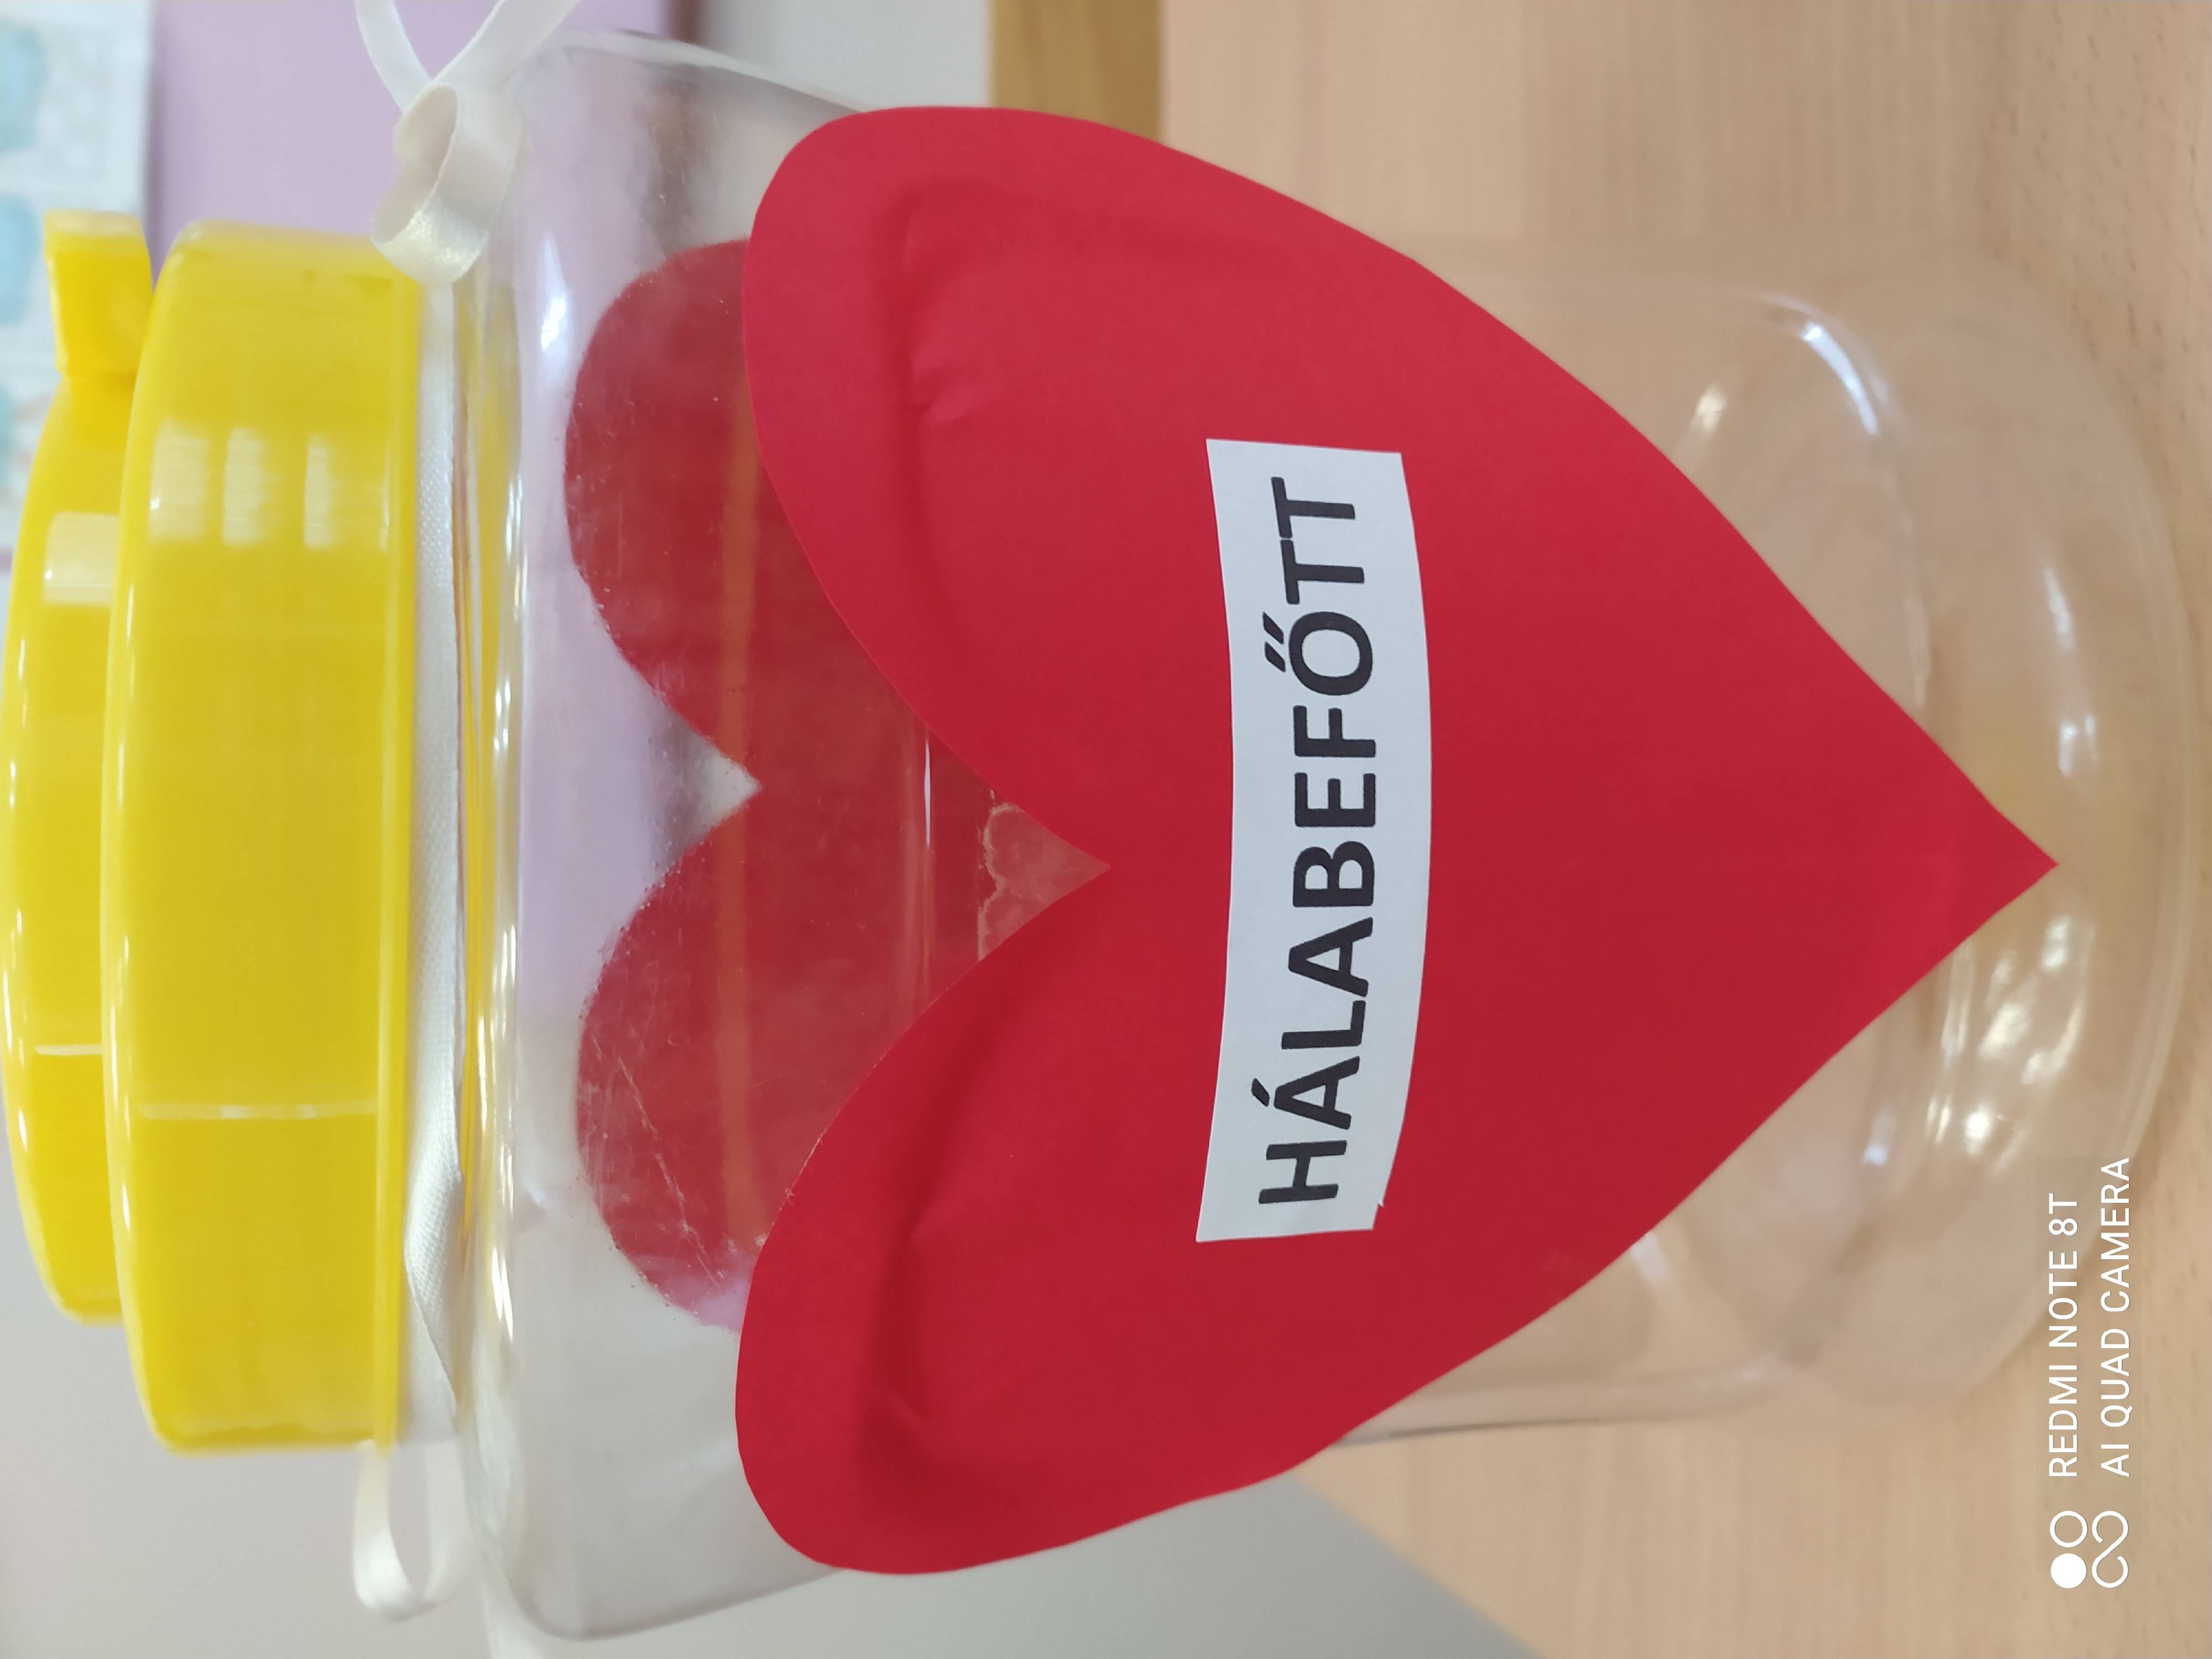 HÁLABEFŐTT
REDMI NOTE 8T
AI QUAD CAMERA